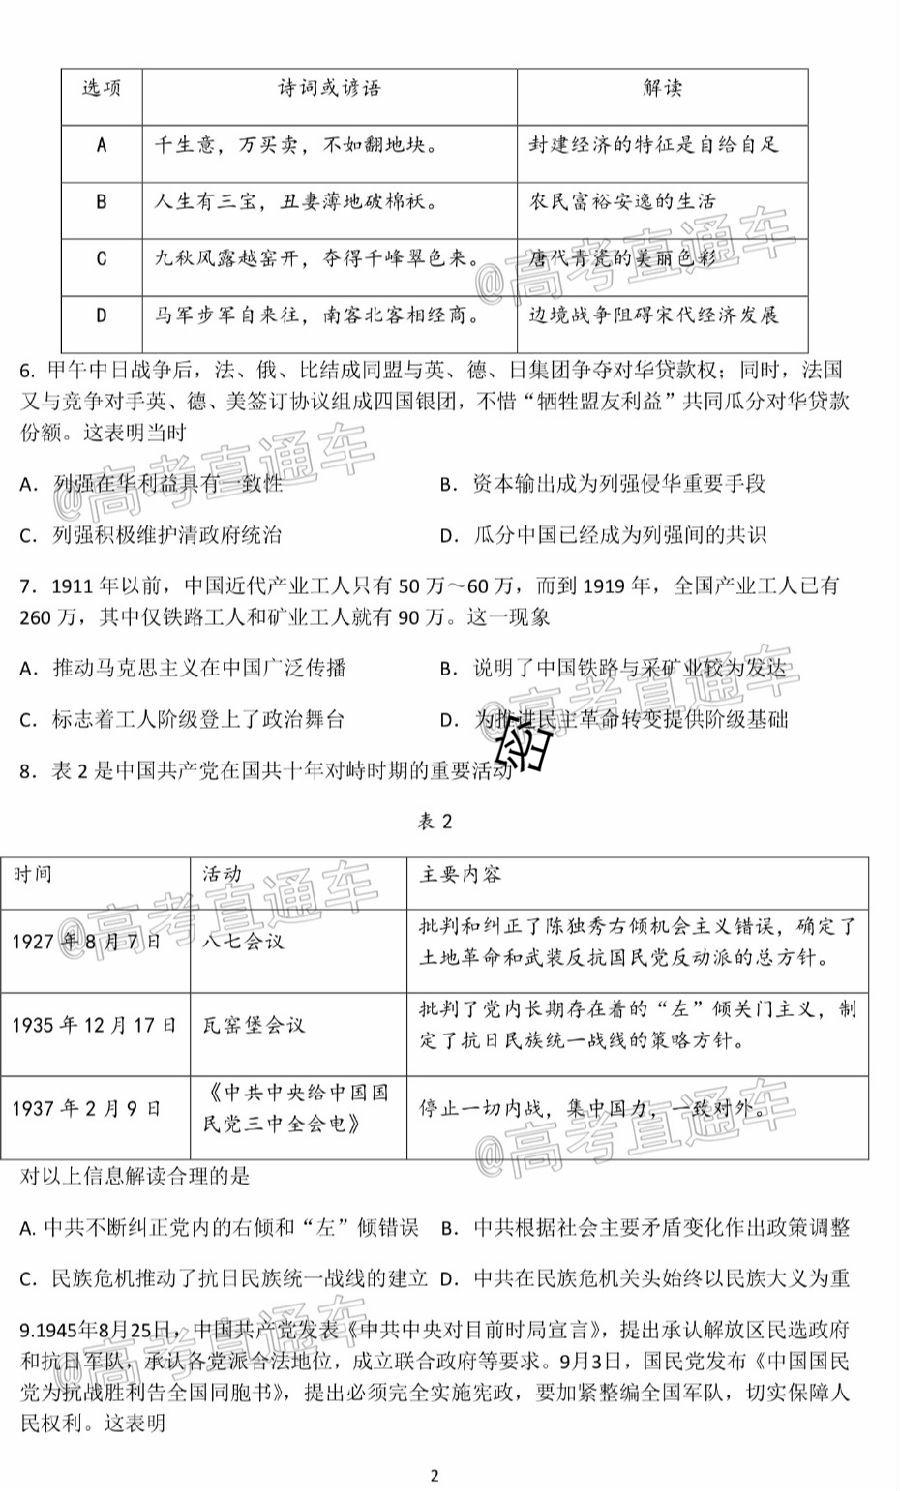 选项 诗词或谚语 解读
A 千生意，万买卖，不如翻地块。 封建经济的特征是自给自足
B 人生有三宝，丑妻薄地破棉袄。 农民富裕安逸的生活
C 九秋风露越窑开，夺得千峰翠色来。 唐代青瓷的美丽色彩
D 马军步军自来往，南客北客相经商。 边境战争阻碍宋代经济发展
6. 甲午中日战争后，法、俄、比结成同盟与英、德、日集团争夺对华贷款权；同时，法国
又与竞争对手英、德、美签订协议组成四国银团，不惜“牺牲盟友利益”共同瓜分对华贷款
份额。这表明当时
A．列强在华利益具有一致性 B．资本输出成为列强侵华重要手段
C．列强积极维护清政府统治 D．瓜分中国已经成为列强间的共识
7．1911 年以前，中国近代产业工人只有 50 万～60 万，而到 1919 年，全国产业工人已有
260 万，其中仅铁路工人和矿业工人就有 90 万。这一现象
A．推动马克思主义在中国广泛传播 B．说明了中国铁路与采矿业较为发达
C．标志着工人阶级登上了政治舞台 D．为推进民主革命转变提供阶级基础
密
8．表 2 是中国共产党在国共十年对峙时期的重要活动
表 2
时间 活动 主要内容
1927 年 8 月 7 日 八七会议 批判和纠正了陈独秀右倾机会主义错误，确定了
土地革命和武装反抗国民党反动派的总方针。
1935 年 12 月 17 日 瓦窑堡会议 批判了党内长期存在着的“左”倾关门主义，制
定了抗日民族统一战线的策略方针。
1937 年 2 月 9 日 《中共中央给中国国
民党三中全会电》 停止一切内战，集中国力，一致对外。
对以上信息解读合理的是
A. 中共不断纠正党内的右倾和“左”倾错误 B．中共根据社会主要矛盾变化作出政策调整
C．民族危机推动了抗日民族统一战线的建立 D．中共在民族危机关头始终以民族大义为重
9.1945年8月25日，中国共产党发表《中共中央对目前时局宣言》，提出承认解放区民选政府
和抗日军队，承认各党派合法地位，成立联合政府等要求。9月3日，国民党发布《中国国民
党为抗战胜利告全国同胞书》，提出必须完全实施宪政，要加紧整编全国军队，切实保障人
民权利。这表明
2
@高考直通车
@高考直通车
@高考直通车
@高考直通车
@高考直通车
@高考直通车